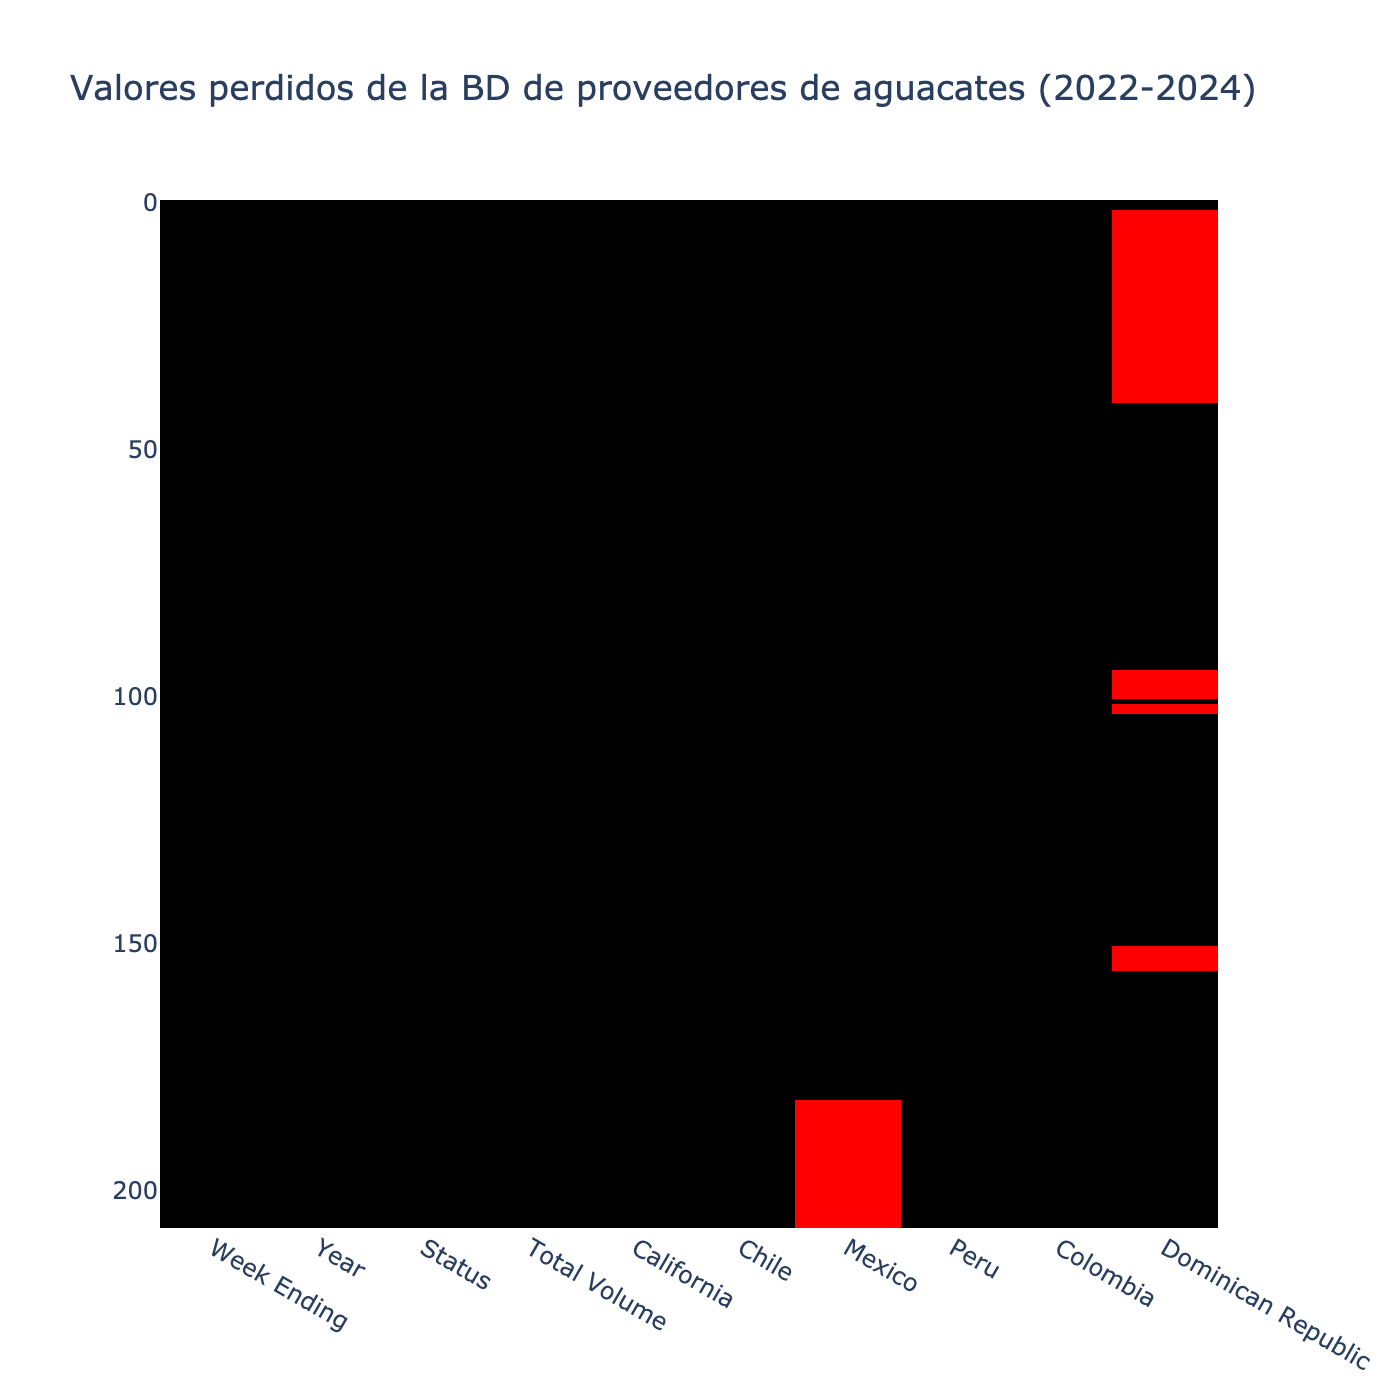 Valores perdidos de la BD de proveedores de aguacates (2022-2024)
0
50
100
150
200
Week Ending
Year
Status
Total Volume
California
Chile
Mexico
Peru
Colombia
Dominican Republic